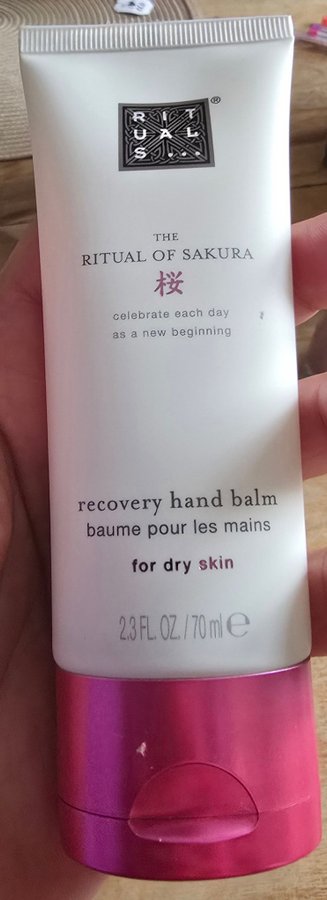 RIT
UAL
S...
®
THE
RITUAL OF SAKURA
桜
celebrate each day
as a new beginning
recovery hand balm
baume pour les mains
for dry skin
2.3 FL. OZ. / 70 ml ℮